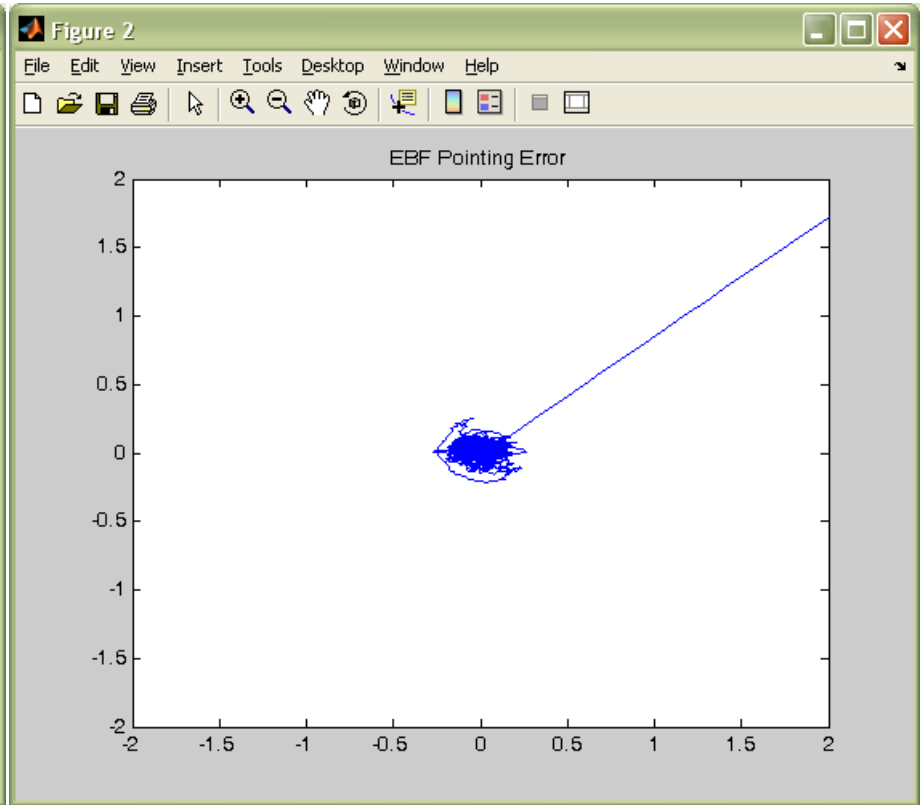 Figure 2
File Edit View Insert Tools Desktop Window Help
EBF Pointing Error
2
1.5
1
0.5
0
-0.5
-1
-1.5
-2
-2 -1.5 -1 -0.5 0 0.5 1 1.5 2